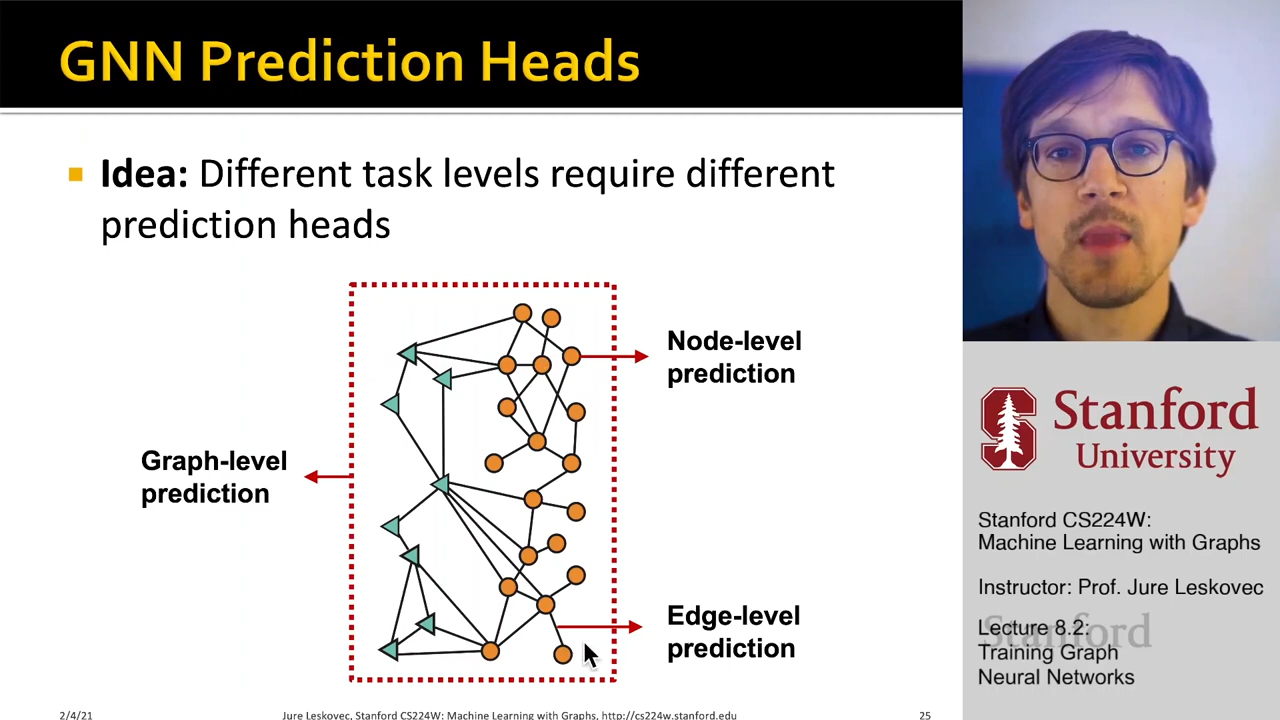 GNN Prediction Heads
Idea: Different task levels require different
prediction heads
Node-level
prediction
Graph-level
prediction
Edge-level
prediction
2/4/21
Jure Leskovec, Stanford CS224W: Machine Learning with Graphs, http://cs224w.stanford.edu
25
S
Stanford
University
Stanford CS224W:
Machine Learning with Graphs
Instructor: Prof. Jure Leskovec
Stanford
Lecture 8.2:
Training Graph
Neural Networks